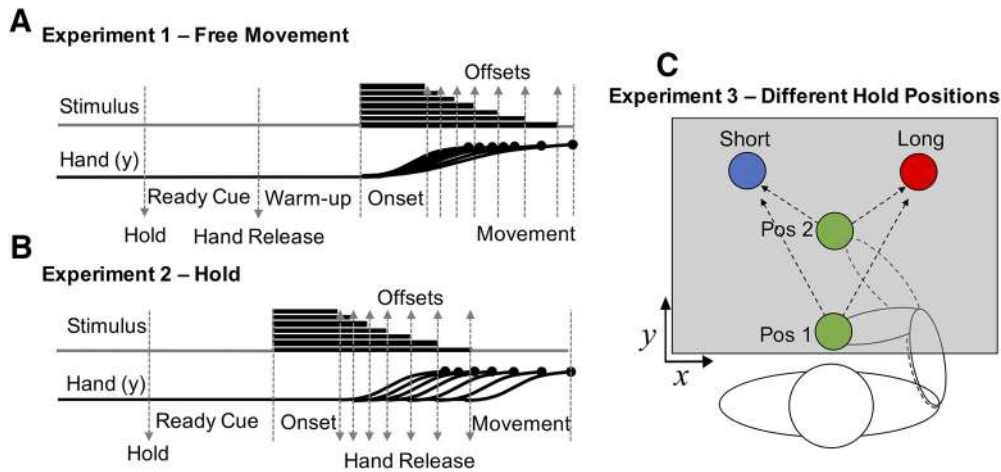 A
Experiment 1 – Free Movement
Offsets
Stimulus
Hand (y)
Ready Cue
Warm-up
Onset
Hold
Hand Release
Movement
B
Experiment 2 – Hold
Offsets
Stimulus
Hand (y)
Ready Cue
Onset
Movement
Hold
Hand Release
C
Experiment 3 – Different Hold Positions
Short
Long
Pos 2
Pos 1
y
x